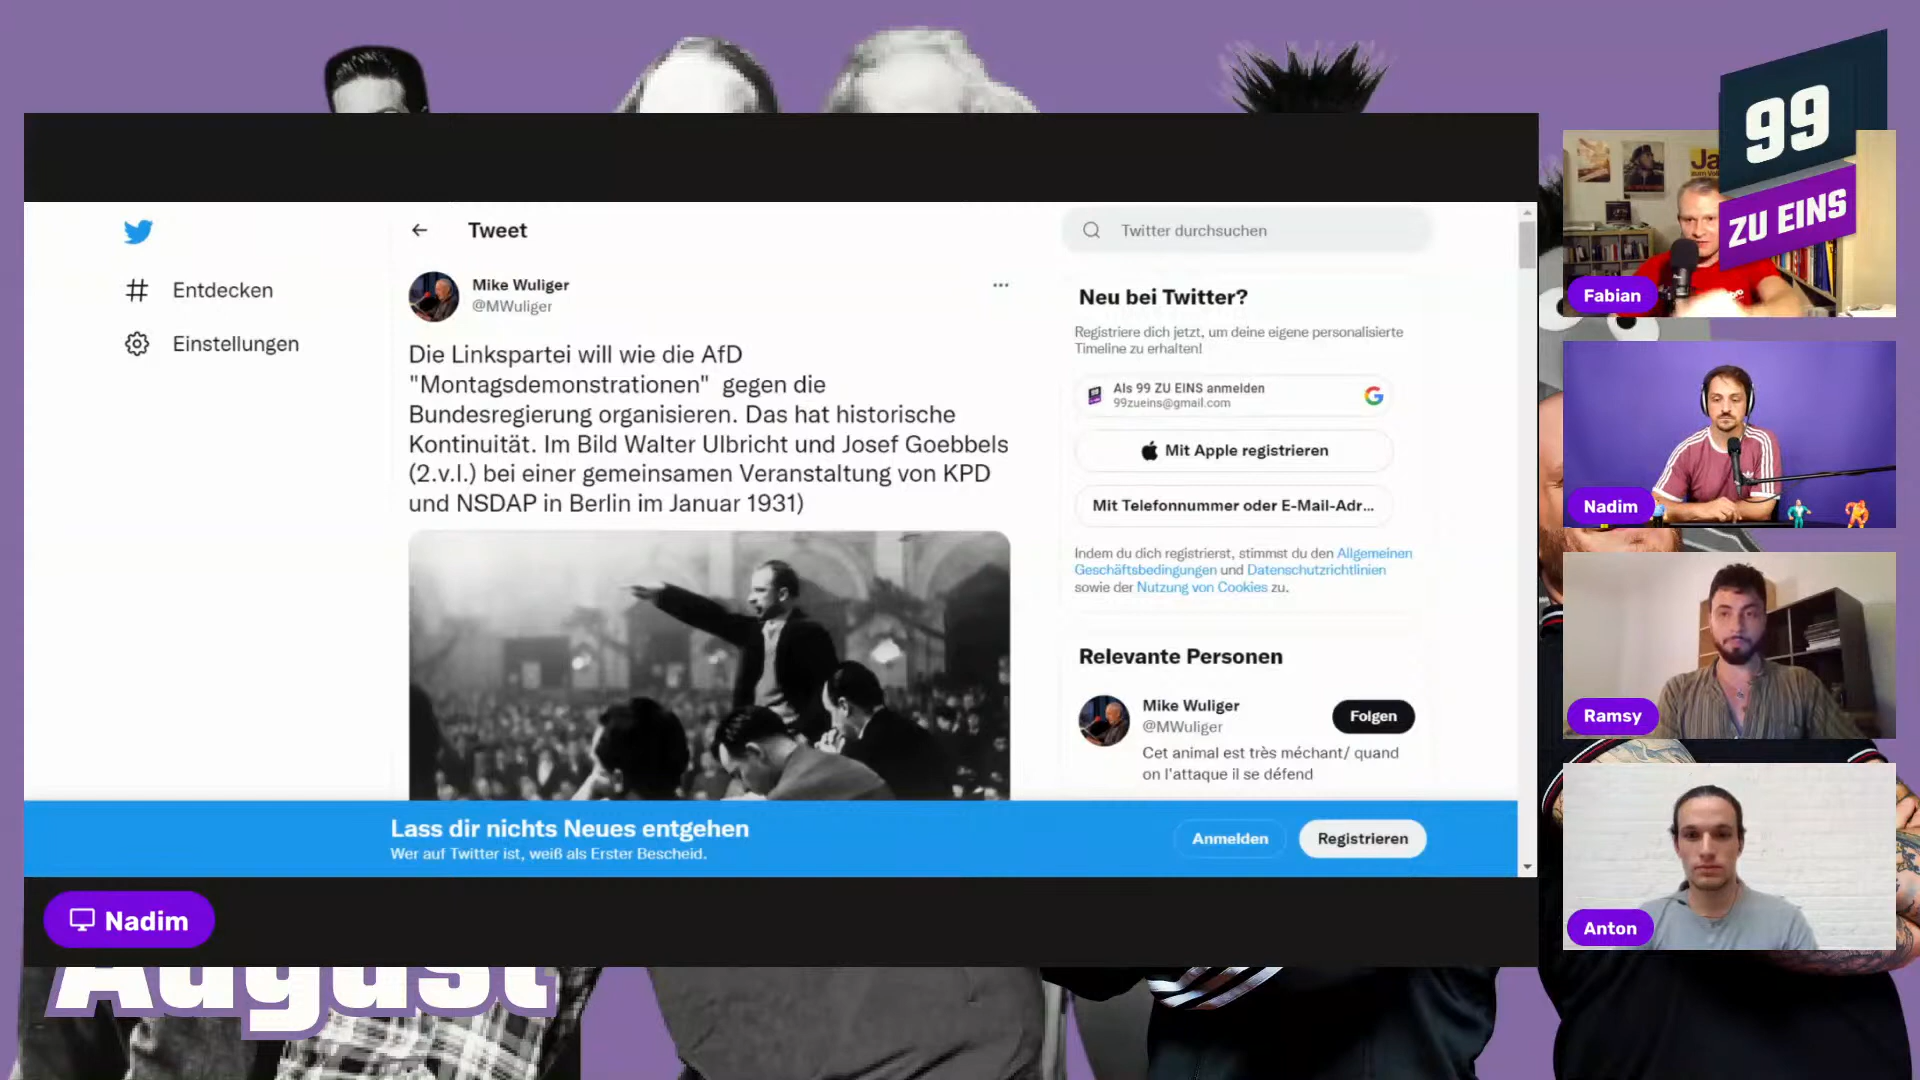 Tweet
Twitter durchsuchen
Entdecken
Einstellungen
Mike Wuliger
@MWuliger
Die Linkspartei will wie die AfD
"Montagsdemonstrationen" gegen die
Bundesregierung organisieren. Das hat historische
Kontinuität. Im Bild Walter Ulbricht und Josef Goebbels
(2.v.l.) bei einer gemeinsamen Veranstaltung von KPD
und NSDAP in Berlin im Januar 1931)
Neu bei Twitter?
Registriere dich jetzt, um deine eigene personalisierte
Timeline zu erhalten!
Als 99 ZU EINS anmelden
99zueins@gmail.com
Mit Apple registrieren
Mit Telefonnummer oder E-Mail-Adr...
Indem du dich registrierst, stimmst du den Allgemeinen
Geschäftsbedingungen und Datenschutzrichtlinien
sowie der Nutzung von Cookies zu.
Relevante Personen
Mike Wuliger
@MWuliger
Folgen
Cet animal est très méchant/ quand
on l'attaque il se défend
Lass dir nichts Neues entgehen
Wer auf Twitter ist, weiß als Erster Bescheid.
Anmelden
Registrieren
Nadim
August
99
ZU EINS
Fabian
Nadim
Ramsy
Anton